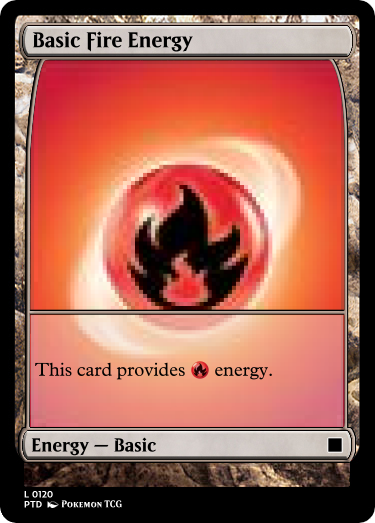 Basic Fire Energy
This card provides energy.
Energy — Basic
L 0120
PTD Pokemon TCG